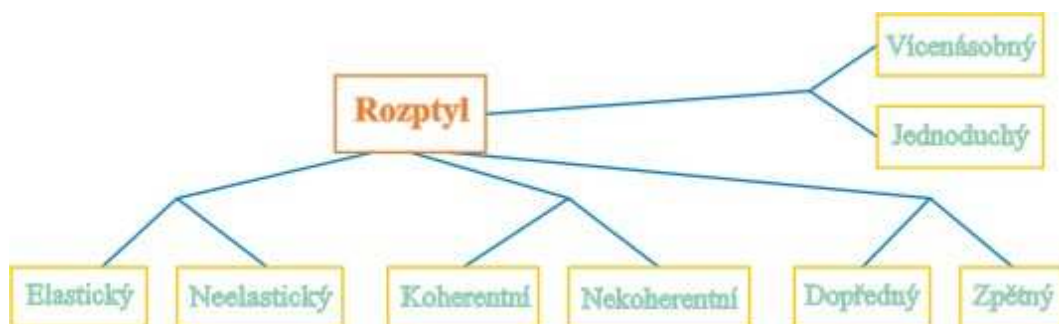 Vícenásobný
Rozptyl
Jednoduchý
Elastický
Neelastický
Koherentní
Nekoherentní
Dopředný
Zpětný